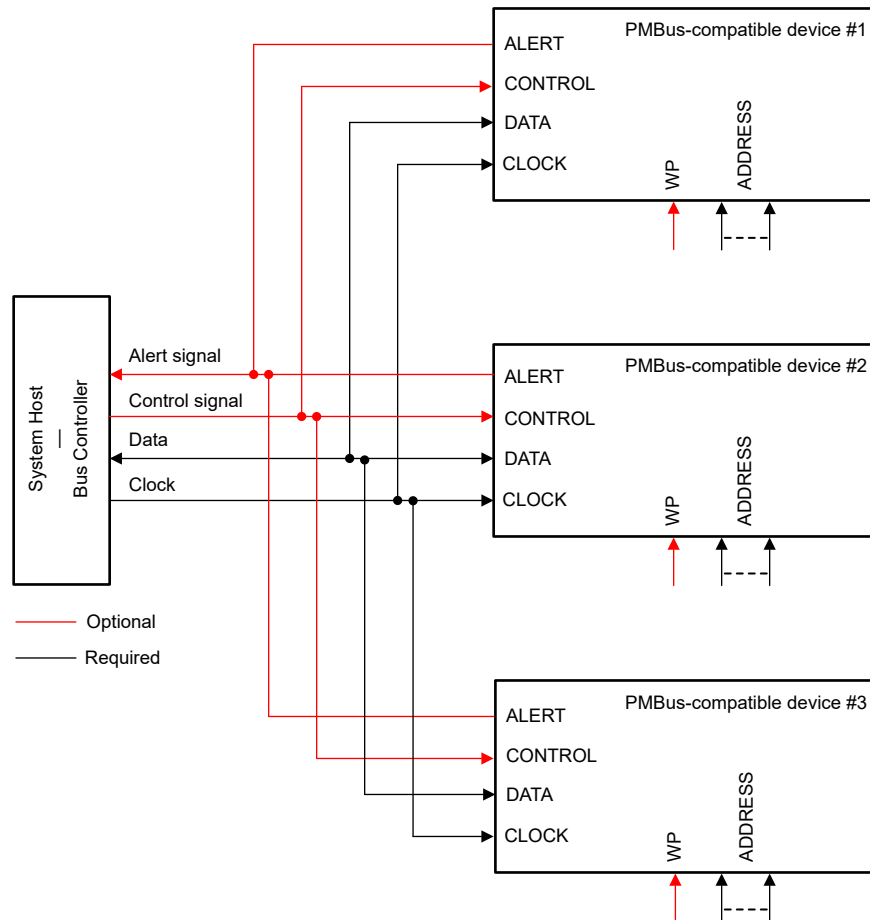 PMBus-compatible device #1
ALERT
CONTROL
DATA
CLOCK
WP
ADDRESS
System Host
—
Bus Controller
Alert signal
Control signal
Data
Clock
PMBus-compatible device #2
ALERT
CONTROL
DATA
CLOCK
WP
ADDRESS
Optional
Required
PMBus-compatible device #3
ALERT
CONTROL
DATA
CLOCK
WP
ADDRESS